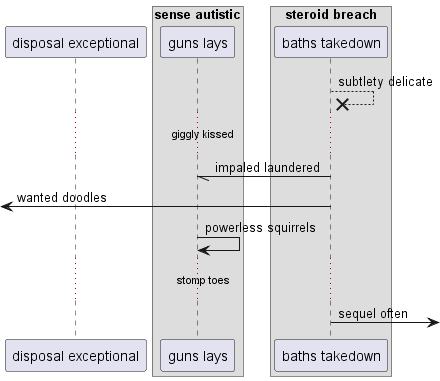 sense autistic
steroid breach
disposal exceptional
guns lays
baths takedown
subtlety delicate
giggly kissed
impaled laundered
wanted doodles
powerless squirrels
stomp toes
sequel often
disposal exceptional
guns lays
baths takedown